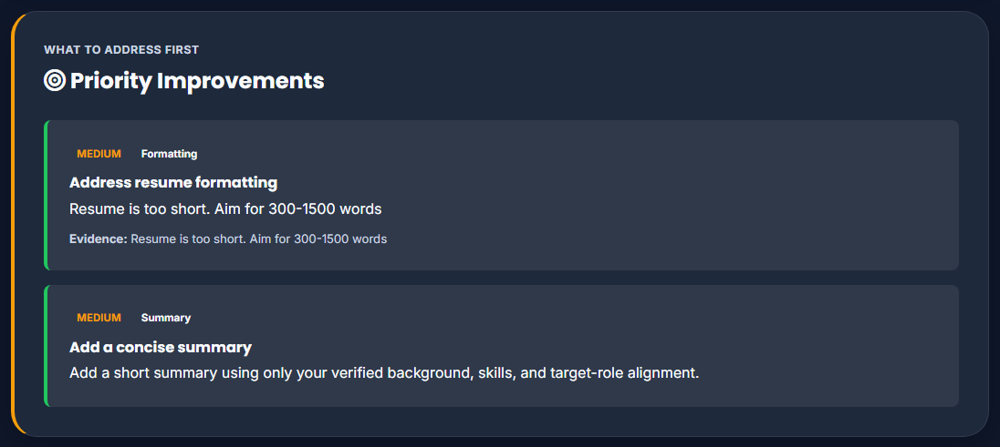 WHAT TO ADDRESS FIRST
Priority Improvements
MEDIUM Formatting
Address resume formatting
Resume is too short. Aim for 300-1500 words
Evidence: Resume is too short. Aim for 300-1500 words
MEDIUM Summary
Add a concise summary
Add a short summary using only your verified background, skills, and target-role alignment.